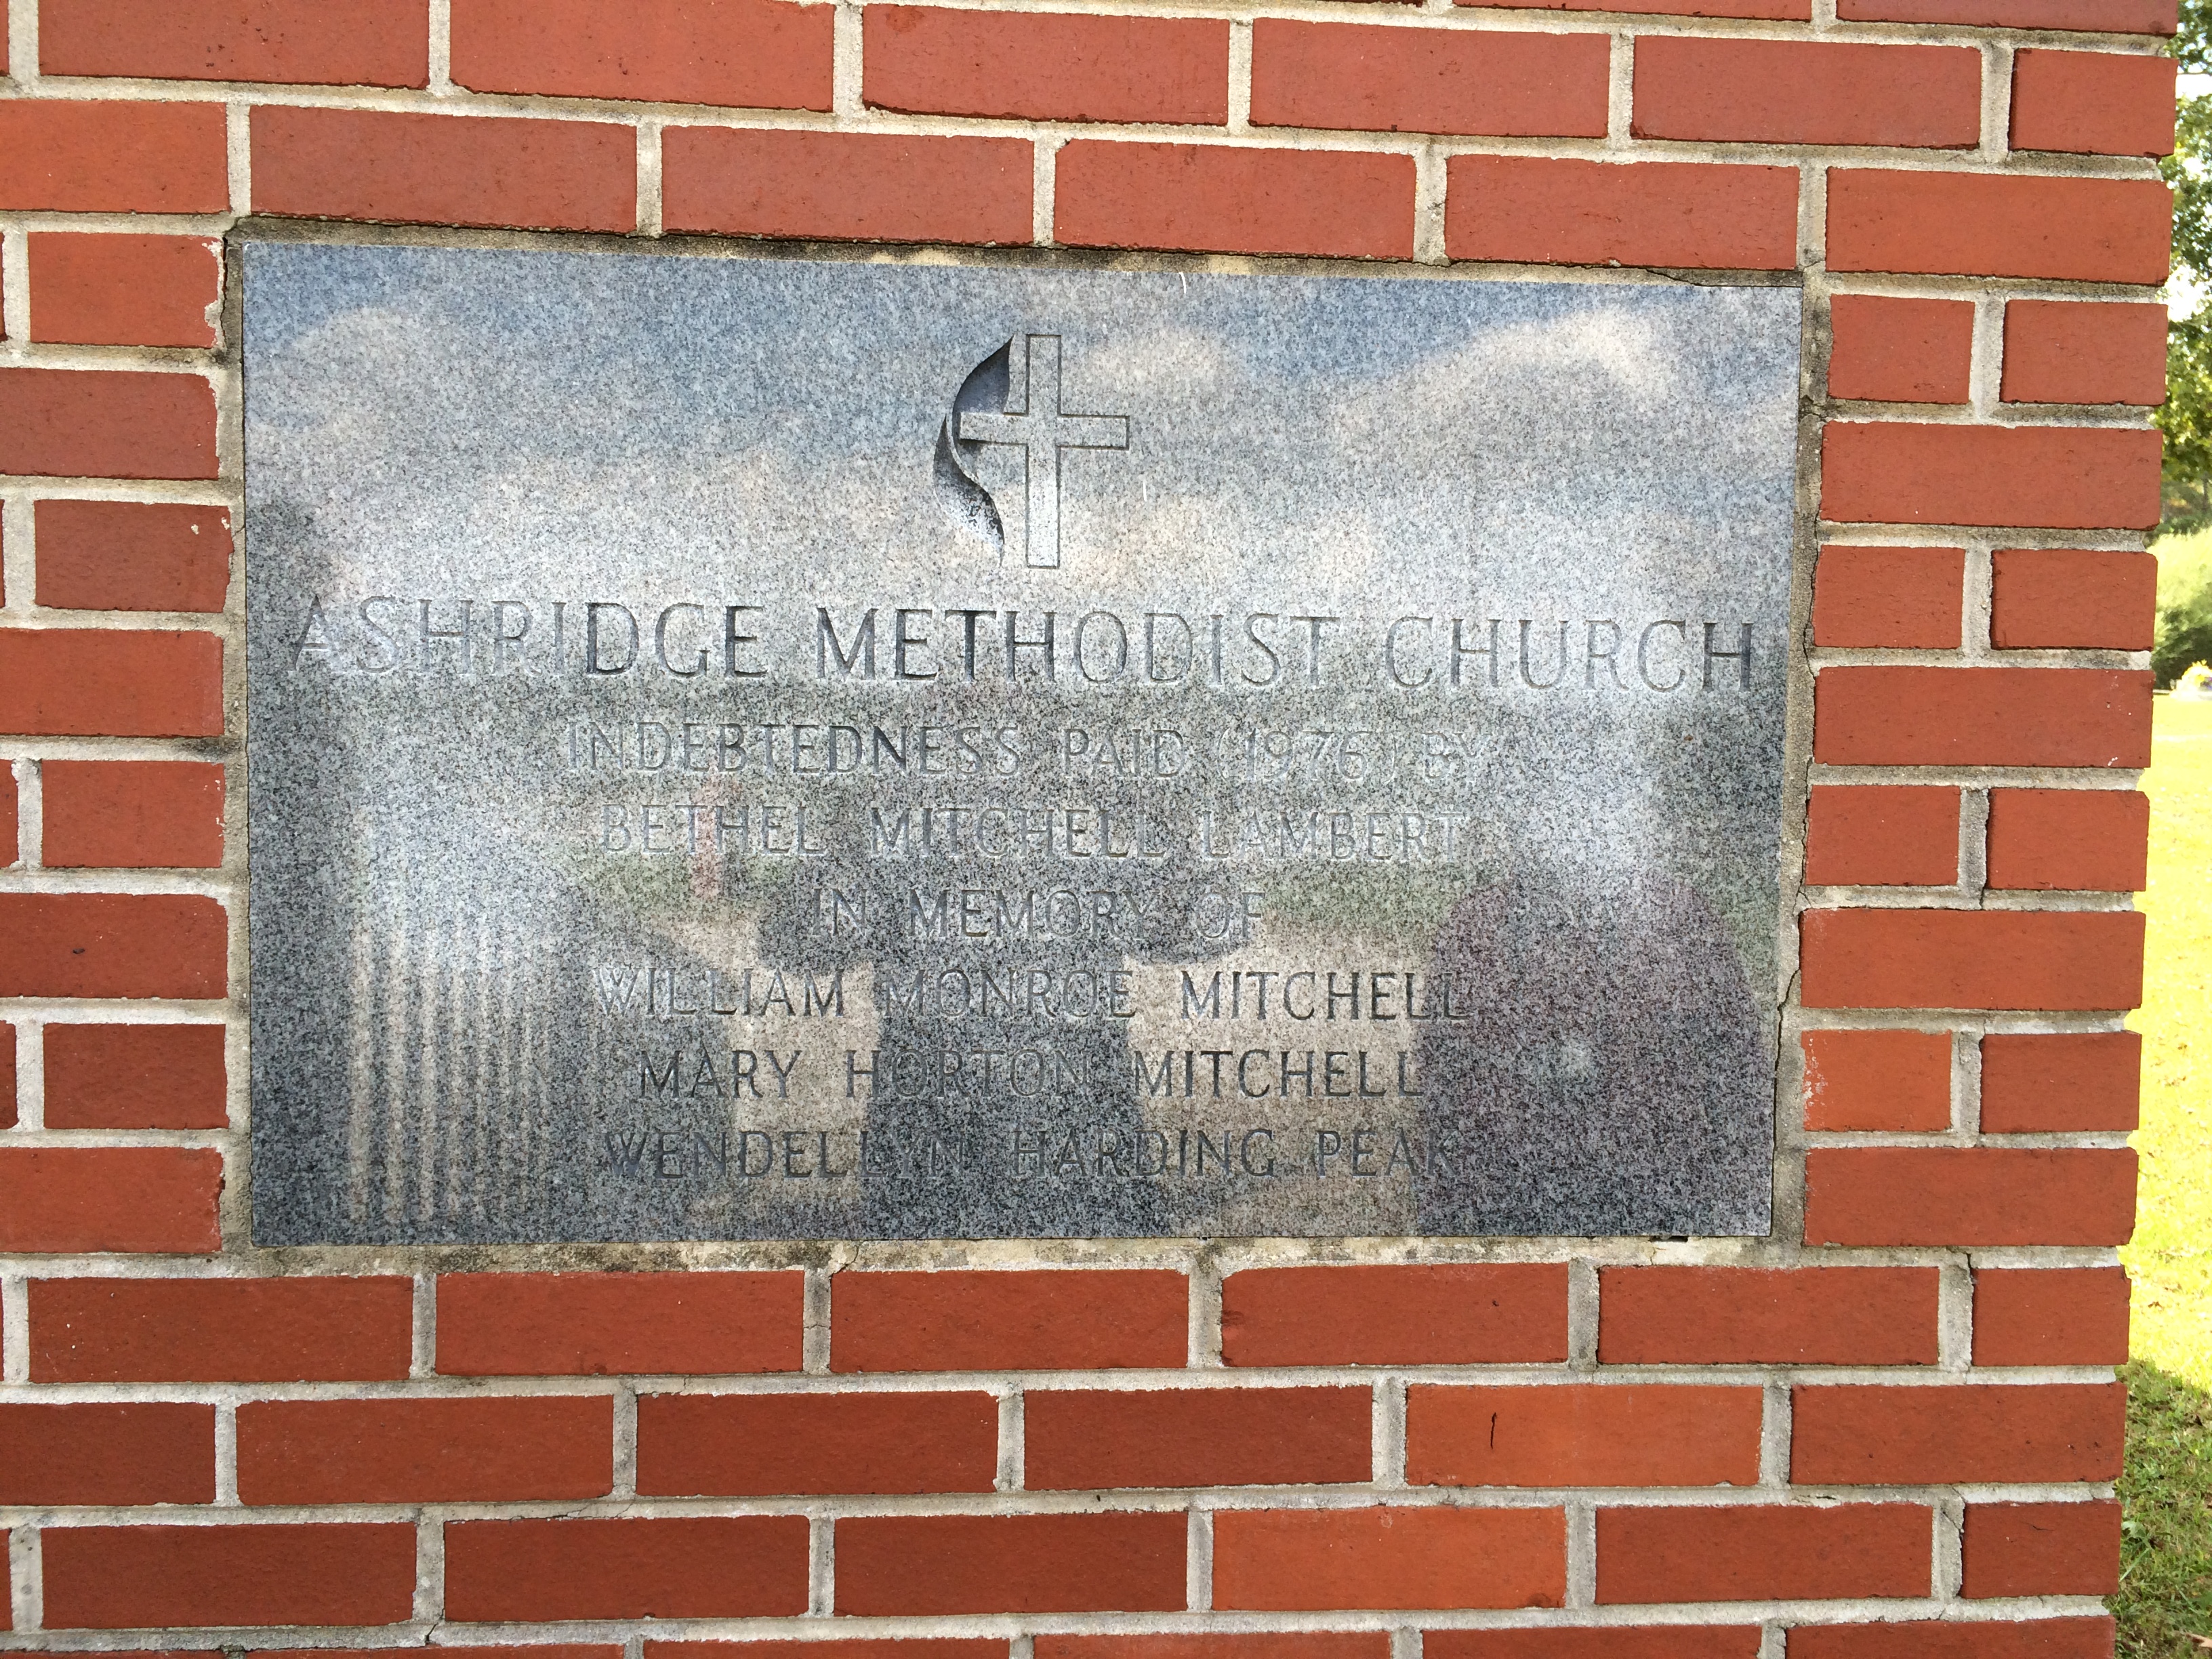 ASHRIDGE METHODIST CHURCH
INDEBTEDNESS PAID (1976) BY
BETHEL MITCHELL LAMBERT
IN MEMORY OF
WILLIAM MONROE MITCHELL
MARY HORTON MITCHELL
WENDELLYN HARDING PEAK